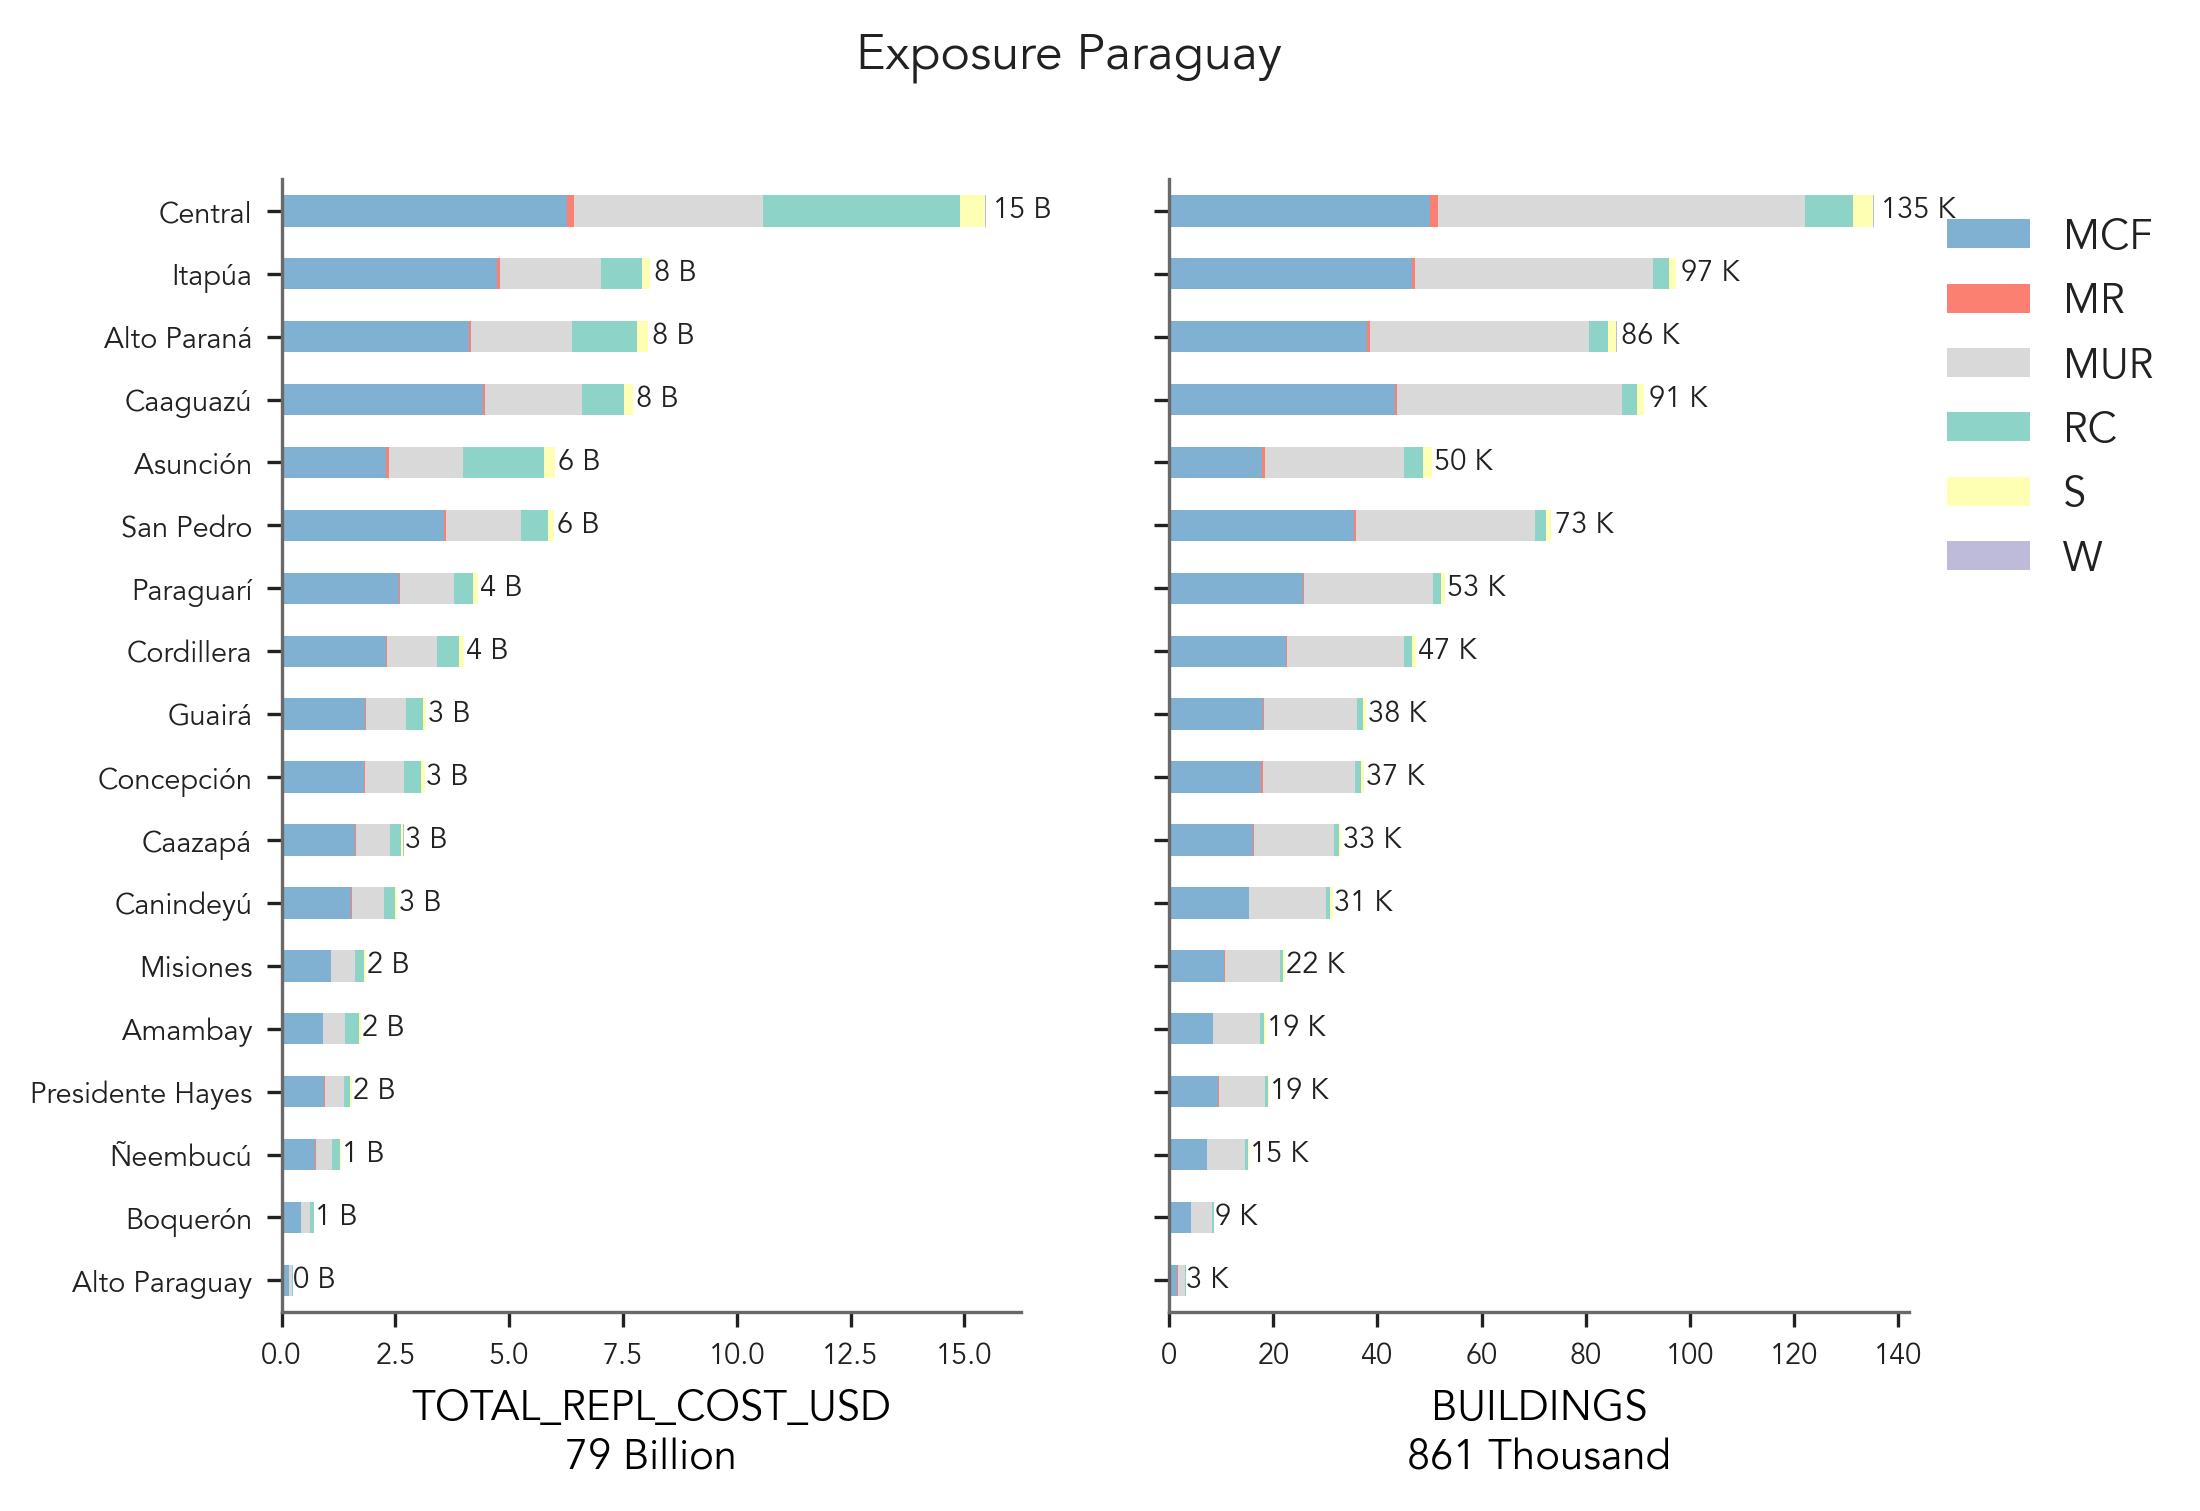 Exposure Paraguay
Central
15 B
Itapúa
8 B
Alto Paraná
8 B
Caaguazú
8 B
Asunción
6 B
San Pedro
6 B
Paraguarí
4 B
Cordillera
4 B
Guairá
3 B
Concepción
3 B
Caazapá
3 B
Canindeyú
3 B
Misiones
2 B
Amambay
2 B
Presidente Hayes
2 B
Ñeembucú
1 B
Boquerón
1 B
Alto Paraguay
0 B
0.0 2.5 5.0 7.5 10.0 12.5 15.0
TOTAL_REPL_COST_USD
79 Billion
135 K
97 K
86 K
91 K
50 K
73 K
53 K
47 K
38 K
37 K
33 K
31 K
22 K
19 K
19 K
15 K
9 K
3 K
0 20 40 60 80 100 120 140
BUILDINGS
861 Thousand
MCF
MR
MUR
RC
S
W